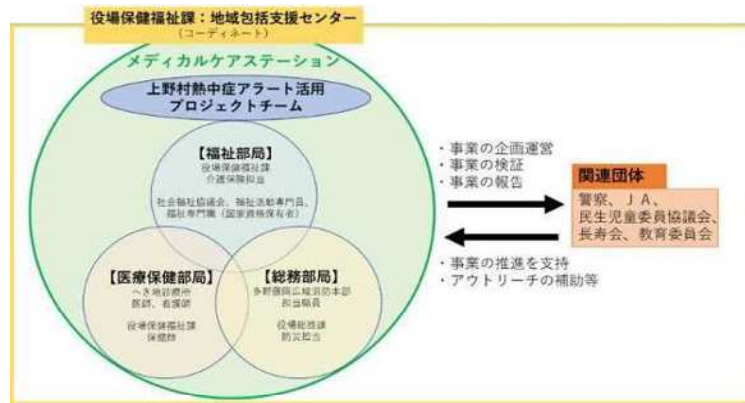 役場保健福祉課:地域包括支援センター
(コーディネート)
メディカルケアステーション
上野村熱中症アラート活用
プロジェクトチーム
【福祉部局】
役場保健福祉課
介護保険担当
社会福祉協議会、福祉活動専門員、
福祉専門職(国家資格保有者)
【医療保健部局】
へき地診療所
医師、看護師
役場保健福祉課
保健師
【総務部局】
多野藤岡広域消防本部
担当職員
役場総務課
防災担当
・事業の企画運営
・事業の検証
・事業の報告
関連団体
警察、JA、
民生児童委員協議会、
長寿会、教育委員会
・事業の推進を支持
・アウトリーチの補助等